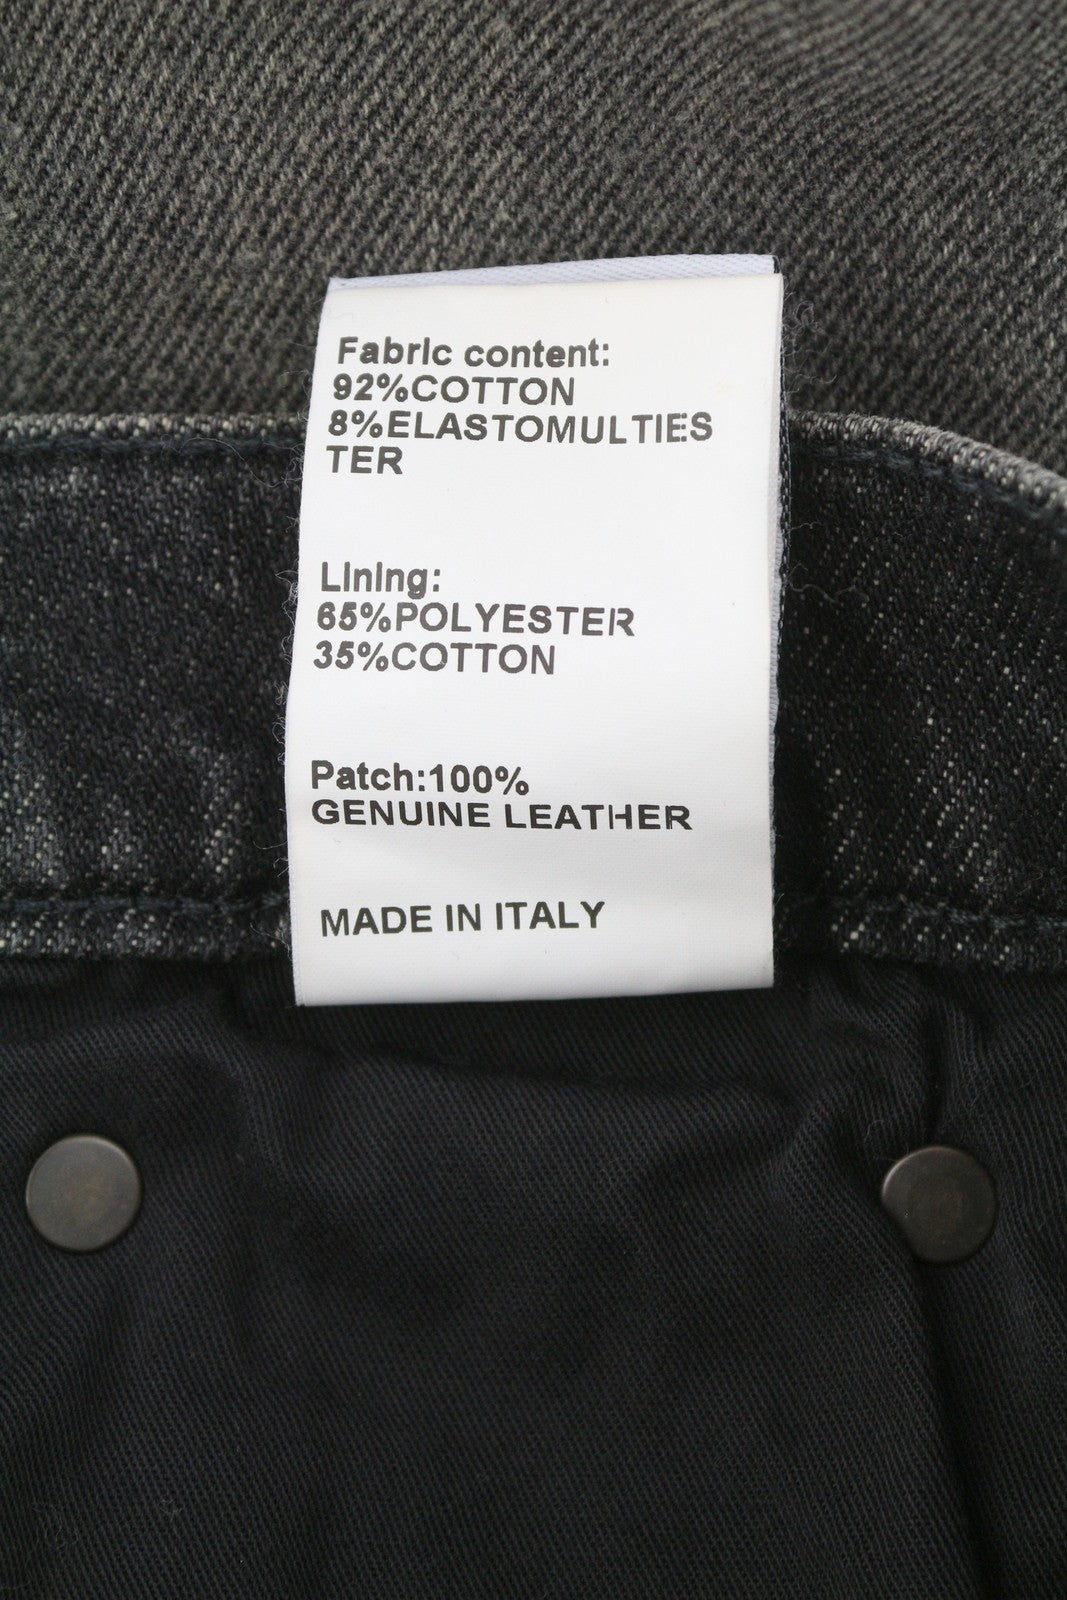 Fabric content:
92%COTTON
8%ELASTOMULTIES
TER
Lining:
65%POLYESTER
35%COTTON
Patch:100%
GENUINE LEATHER
MADE IN ITALY